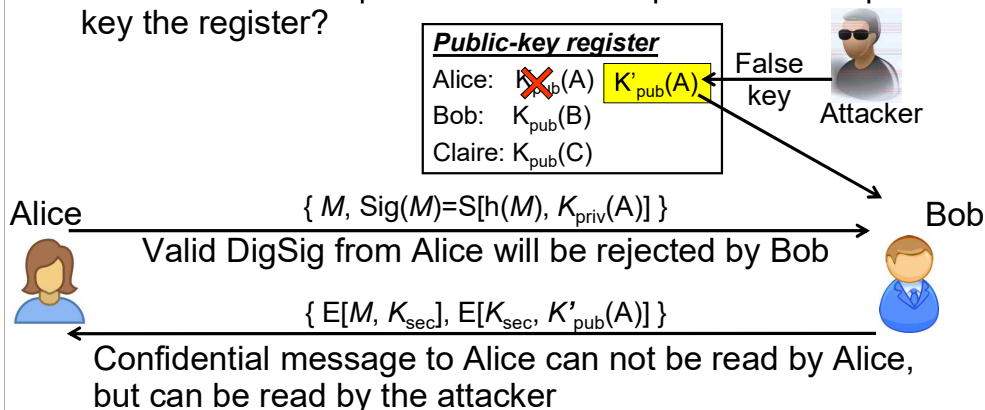 key the register?
Public-key register
Alice: Kpub(A) K'pub(A)
Bob: Kpub(B)
Claire: Kpub(C)
False
key
Attacker
Alice
{ M, Sig(M)=S[h(M), Kpriv(A)] }
Bob
Valid DigSig from Alice will be rejected by Bob
{ E[M, Ksec], E[Ksec, K'pub(A)] }
Confidential message to Alice can not be read by Alice,
but can be read by the attacker